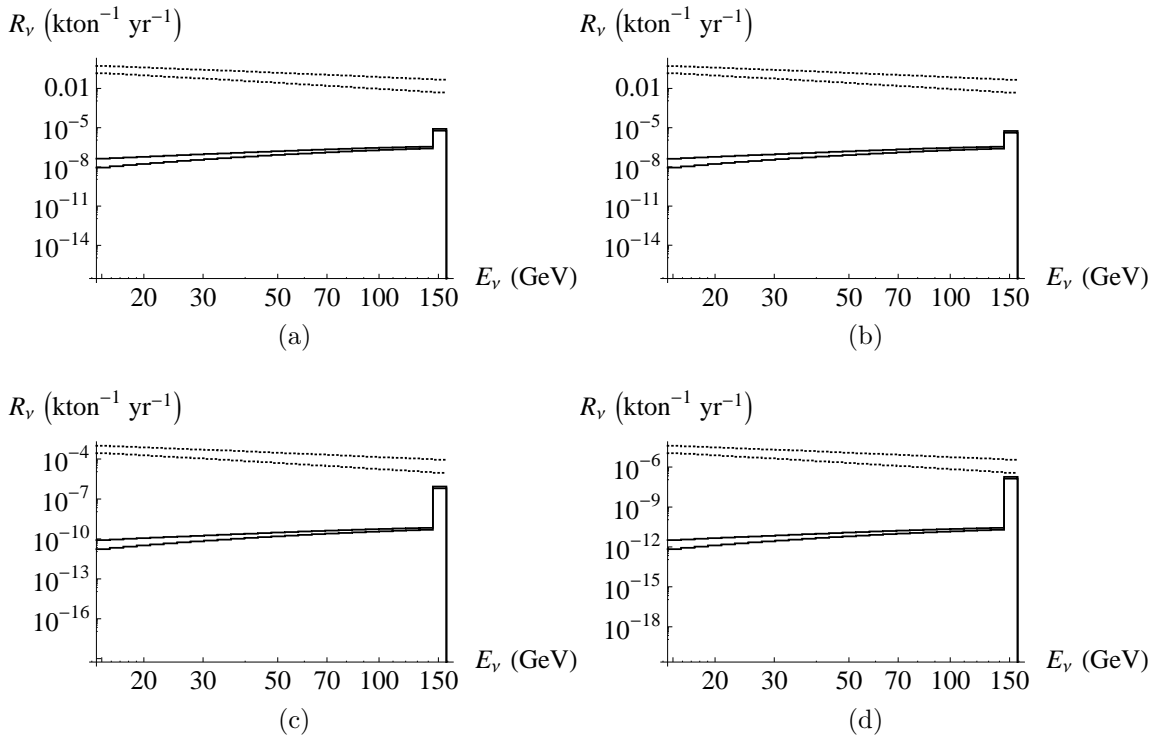 R_ν (kton⁻¹ yr⁻¹) R_ν (kton⁻¹ yr⁻¹)
0.01 0.01
10⁻⁵ 10⁻⁵
10⁻⁸ 10⁻⁸
10⁻¹¹ 10⁻¹¹
10⁻¹⁴ 10⁻¹⁴
E_ν (GeV) E_ν (GeV)
20 30 50 70 100 150 20 30 50 70 100 150
(a) (b)
R_ν (kton⁻¹ yr⁻¹) R_ν (kton⁻¹ yr⁻¹)
10⁻⁴ 10⁻⁶
10⁻⁷ 10⁻⁹
10⁻¹⁰ 10⁻¹²
10⁻¹³ 10⁻¹⁵
10⁻¹⁶ 10⁻¹⁸
E_ν (GeV) E_ν (GeV)
20 30 50 70 100 150 20 30 50 70 100 150
(c) (d)